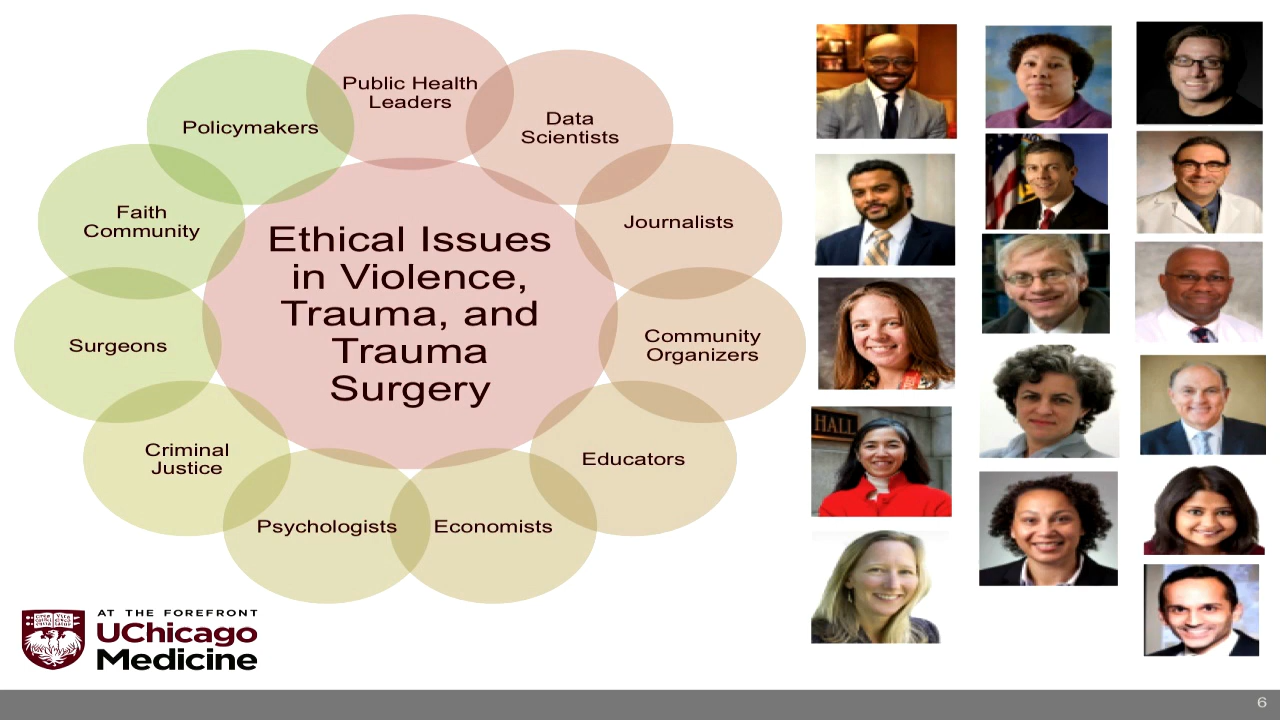 Public Health
Leaders
Data
Scientists
Journalists
Community
Organizers
Educators
Economists
Psychologists
Criminal
Justice
Surgeons
Faith
Community
Policymakers
Ethical Issues
in Violence,
Trauma, and
Trauma
Surgery
HALL
AT THE FOREFRONT
UChicago
Medicine
6